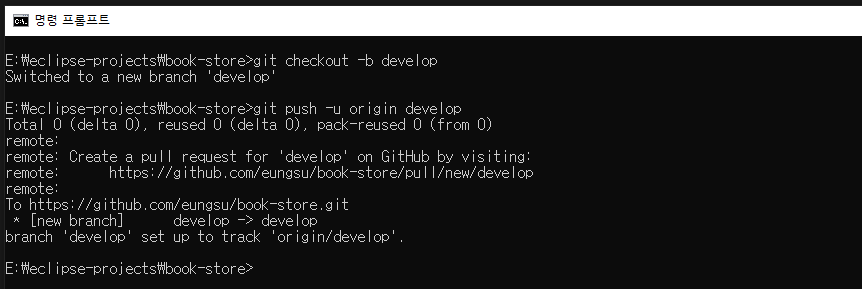 명령 프롬프트
E:\eclipse-projects\book-store>git checkout -b develop
Switched to a new branch 'develop'
E:\eclipse-projects\book-store>git push -u origin develop
Total 0 (delta 0), reused 0 (delta 0), pack-reused 0 (from 0)
remote:
remote: Create a pull request for 'develop' on GitHub by visiting:
remote:      https://github.com/eungsu/book-store/pull/new/develop
remote:
To https://github.com/eungsu/book-store.git
 * [new branch]      develop -> develop
branch 'develop' set up to track 'origin/develop'.
E:\eclipse-projects\book-store>